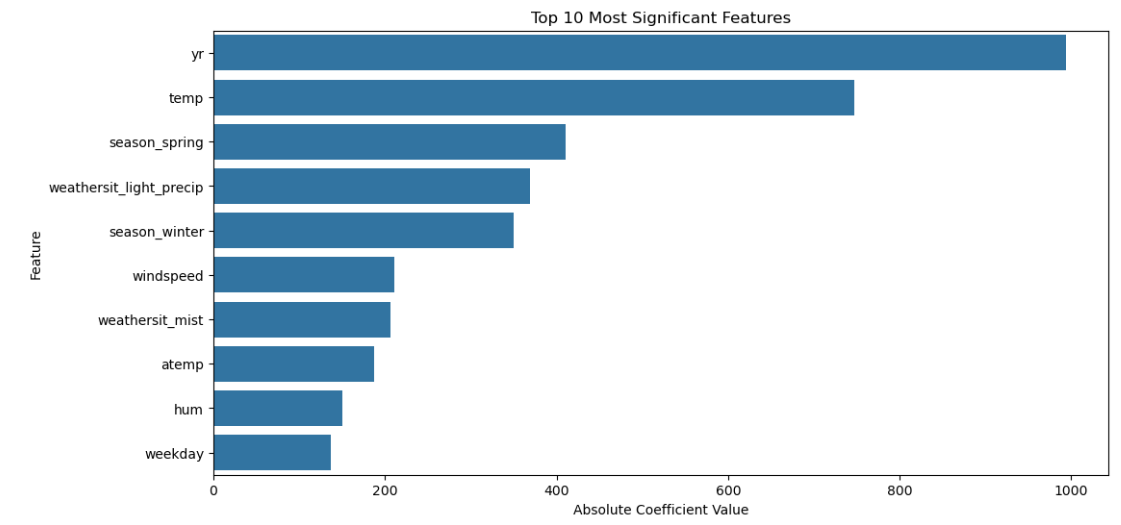 Top 10 Most Significant Features
Feature
yr
temp
season_spring
weathersit_light_precip
season_winter
windspeed
weathersit_mist
atemp
hum
weekday
0 200 400 600 800 1000
Absolute Coefficient Value